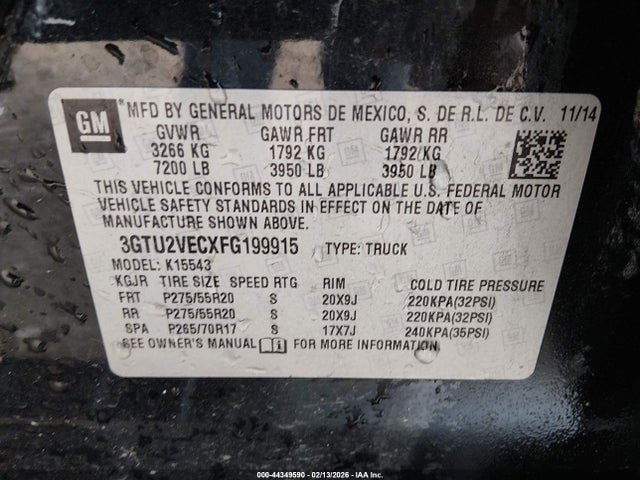 GM
*MFD BY GENERAL MOTORS DE MEXICO, S. DE R.L. DE C.V. 11/14
GVWR GAWR FRT GAWR RR
3266 KG 1792 KG 1792/KG
7200 LB 3950 LB 3950 LB
THIS VEHICLE CONFORMS TO ALL APPLICABLE U.S. FEDERAL MOTOR
VEHICLE SAFETY STANDARDS IN EFFECT ON THE DATE OF
MANUFACTURE SHOWN ABOVE.
3GTU2VECXFG199915 TYPE: TRUCK
MODEL: K15543
KGJR TIRE SIZE SPEED RTG RIM COLD TIRE PRESSURE
FRT P275/55R20 S 20X9J 220KPA(32PSI)
RR P275/55R20 S 20X9J 220KPA(32PSI)
SPA P265/70R17 S 17X7J 240KPA(35PSI)
SEE OWNER'S MANUAL FOR MORE INFORMATION.
000-44349590 - 02/13/2026 - IAA Inc.